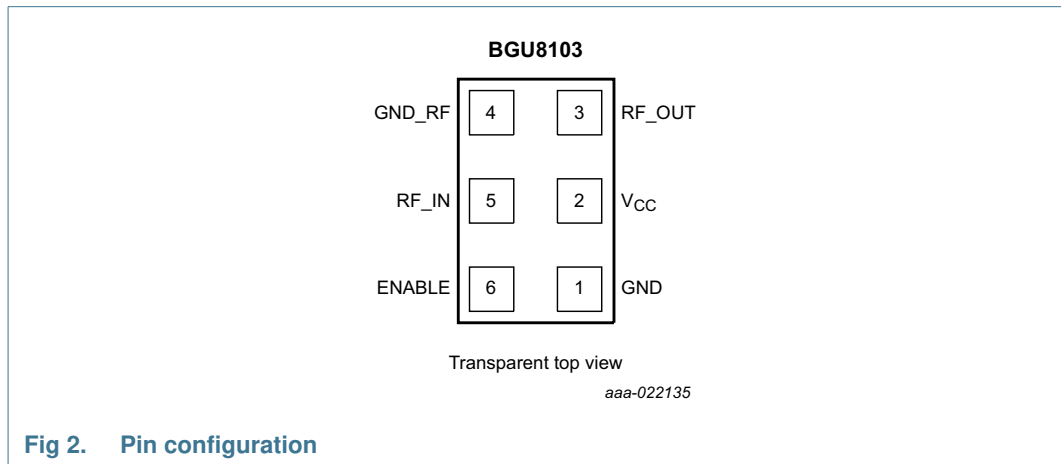 BGU8103
GND_RF 4 3 RF_OUT
RF_IN 5 2 VCC
ENABLE 6 1 GND
Transparent top view
aaa-022135
Fig 2. Pin configuration